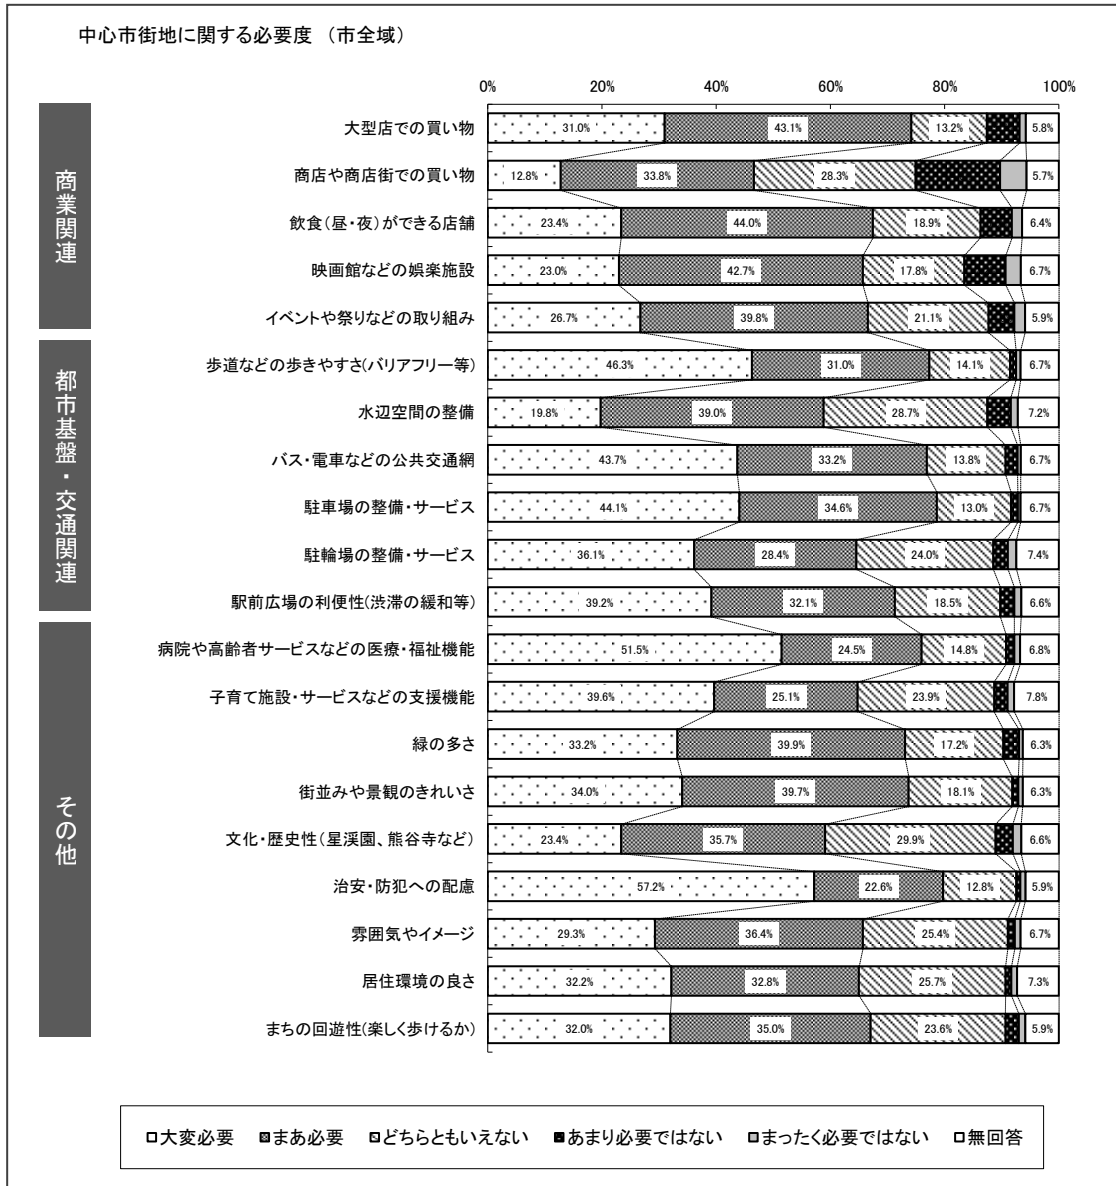 中心市街地に関する必要度　（市全域）
0% 20% 40% 60% 80% 100%
商業関連
大型店での買い物 31.0% 43.1% 13.2% 5.8%
商店や商店街での買い物 12.8% 33.8% 28.3% 5.7%
飲食(昼・夜)ができる店舗 23.4% 44.0% 18.9% 6.4%
映画館などの娯楽施設 23.0% 42.7% 17.8% 6.7%
イベントや祭りなどの取り組み 26.7% 39.8% 21.1% 5.9%
都市基盤・交通関連
歩道などの歩きやすさ(バリアフリー等) 46.3% 31.0% 14.1% 6.7%
水辺空間の整備 19.8% 39.0% 28.7% 7.2%
バス・電車などの公共交通網 43.7% 33.2% 13.8% 6.7%
駐車場の整備・サービス 44.1% 34.6% 13.0% 6.7%
駐輪場の整備・サービス 36.1% 28.4% 24.0% 7.4%
駅前広場の利便性(渋滞の緩和等) 39.2% 32.1% 18.5% 6.6%
その他
病院や高齢者サービスなどの医療・福祉機能 51.5% 24.5% 14.8% 6.8%
子育て施設・サービスなどの支援機能 39.6% 25.1% 23.9% 7.8%
緑の多さ 33.2% 39.9% 17.2% 6.3%
街並みや景観のきれいさ 34.0% 39.7% 18.1% 6.3%
文化・歴史性(星渓園、熊谷寺など) 23.4% 35.7% 29.9% 6.6%
治安・防犯への配慮 57.2% 22.6% 12.8% 5.9%
雰囲気やイメージ 29.3% 36.4% 25.4% 6.7%
居住環境の良さ 32.2% 32.8% 25.7% 7.3%
まちの回遊性(楽しく歩けるか) 32.0% 35.0% 23.6% 5.9%
大変必要 まあ必要 どちらともいえない あまり必要ではない まったく必要ではない 無回答